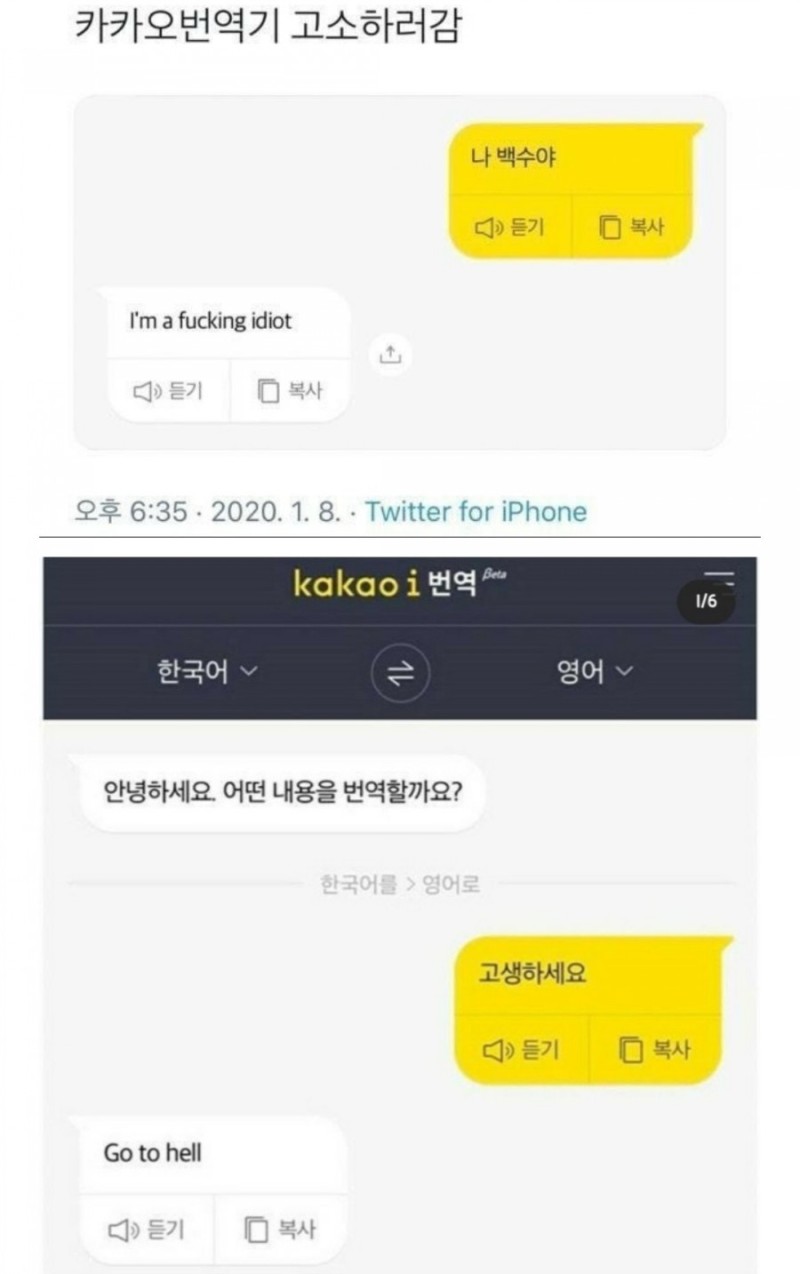 카카오번역기 고소하러감
나 백수야
듣기 복사
I'm a fucking idiot
듣기 복사
오후 6:35 · 2020. 1. 8. · Twitter for iPhone
kakao i 번역 Beta
1/6
한국어 영어
안녕하세요. 어떤 내용을 번역할까요?
한국어를 > 영어로
고생하세요
듣기 복사
Go to hell
듣기 복사